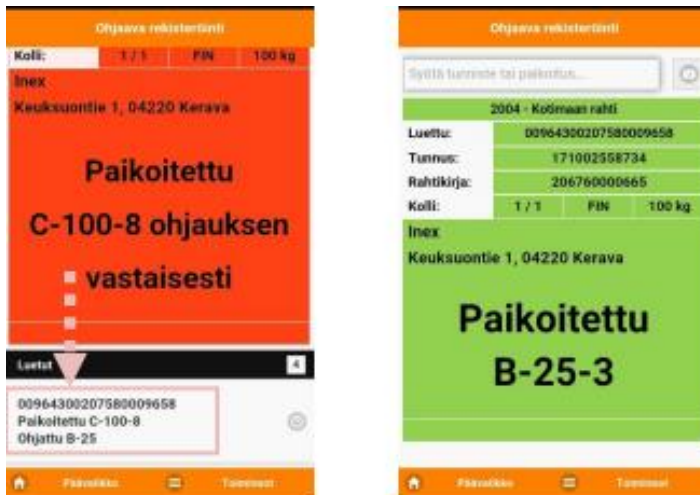 Ohjaava rekisteröinti
Kolli: 1 / 1 FIN 100 kg
Inex
Keuksuontie 1, 04220 Kerava
Paikoitettu
C-100-8 ohjauksen
vastaisesti
Luetut 4
00964300207580009658
Paikoitettu C-100-8
Ohjattu B-25
Päävalikko Toiminnot
Ohjaava rekisteröinti
Syötä tunniste tai paikoitus...
2004 - Kotimaan rahti
Luettu: 00964300207580009658
Tunnus: 171002558734
Rahtikirja: 206760000665
Kolli: 1 / 1 FIN 100 kg
Inex
Keuksuontie 1, 04220 Kerava
Paikoitettu
B-25-3
Päävalikko Toiminnot